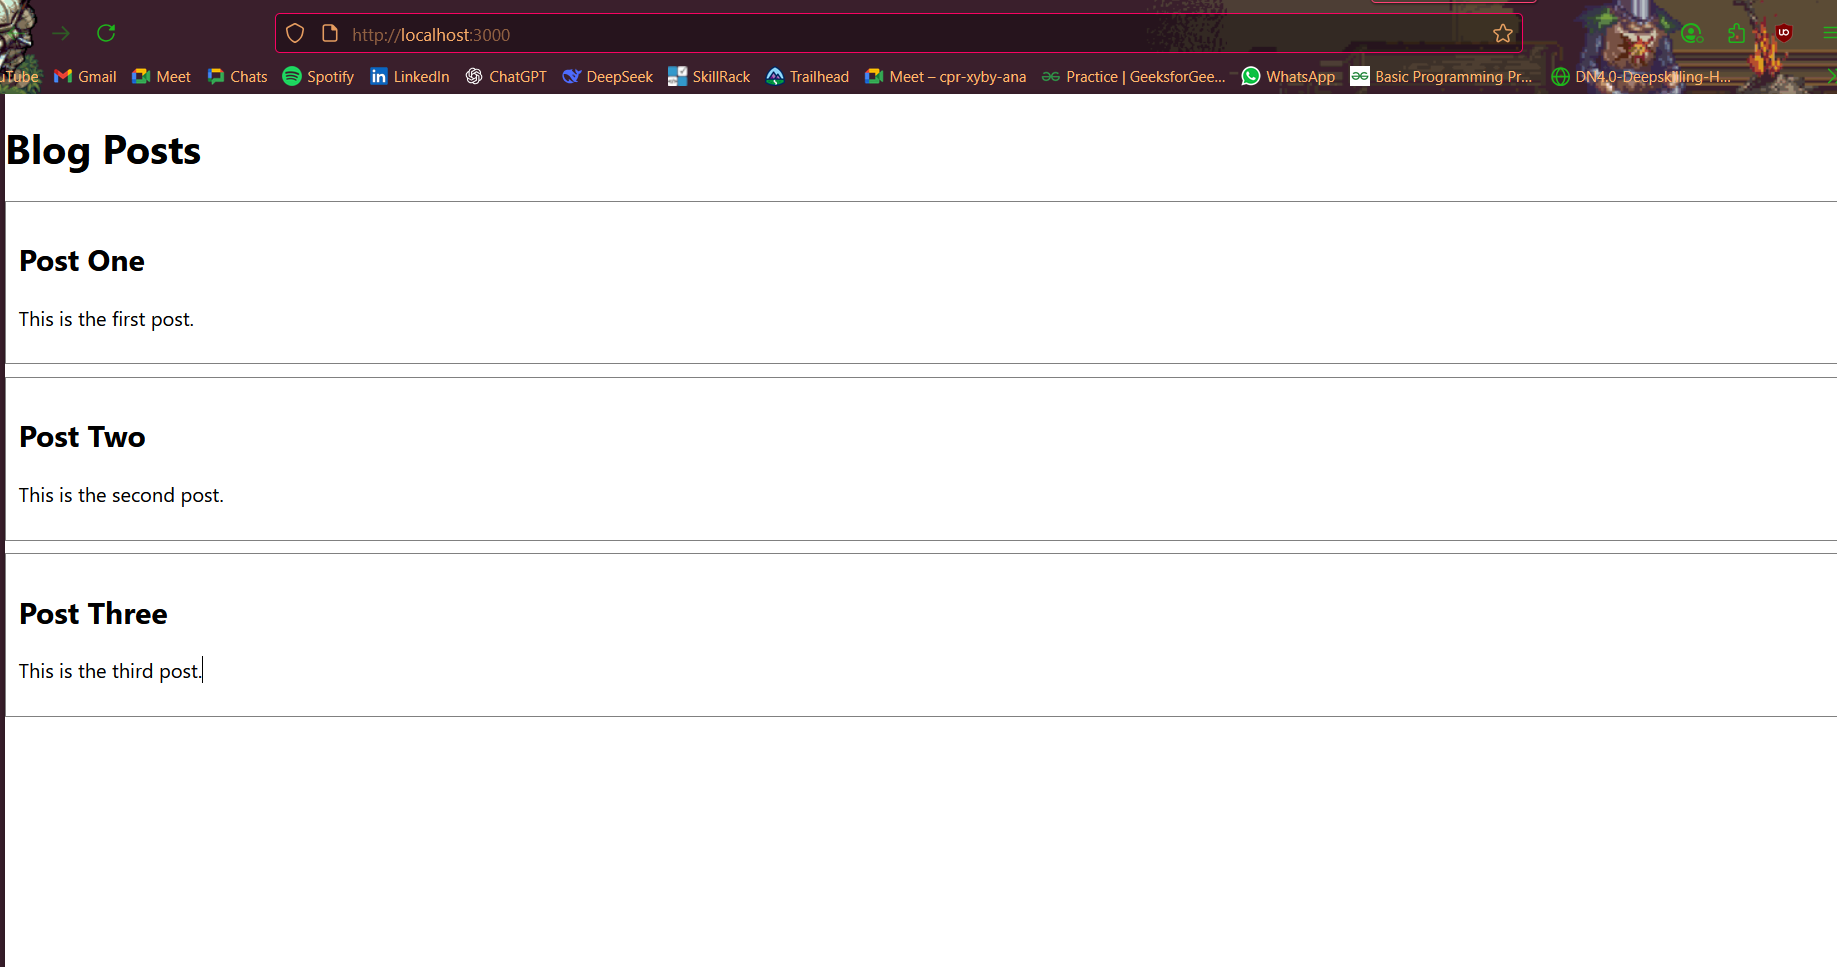 http://localhost:3000
uTube Gmail Meet Chats Spotify LinkedIn ChatGPT DeepSeek SkillRack Trailhead Meet – cpr-xyby-ana Practice | GeeksforGee... WhatsApp Basic Programming Pr... DN4.0-Deepskilling-H...
Blog Posts
Post One
This is the first post.
Post Two
This is the second post.
Post Three
This is the third post.